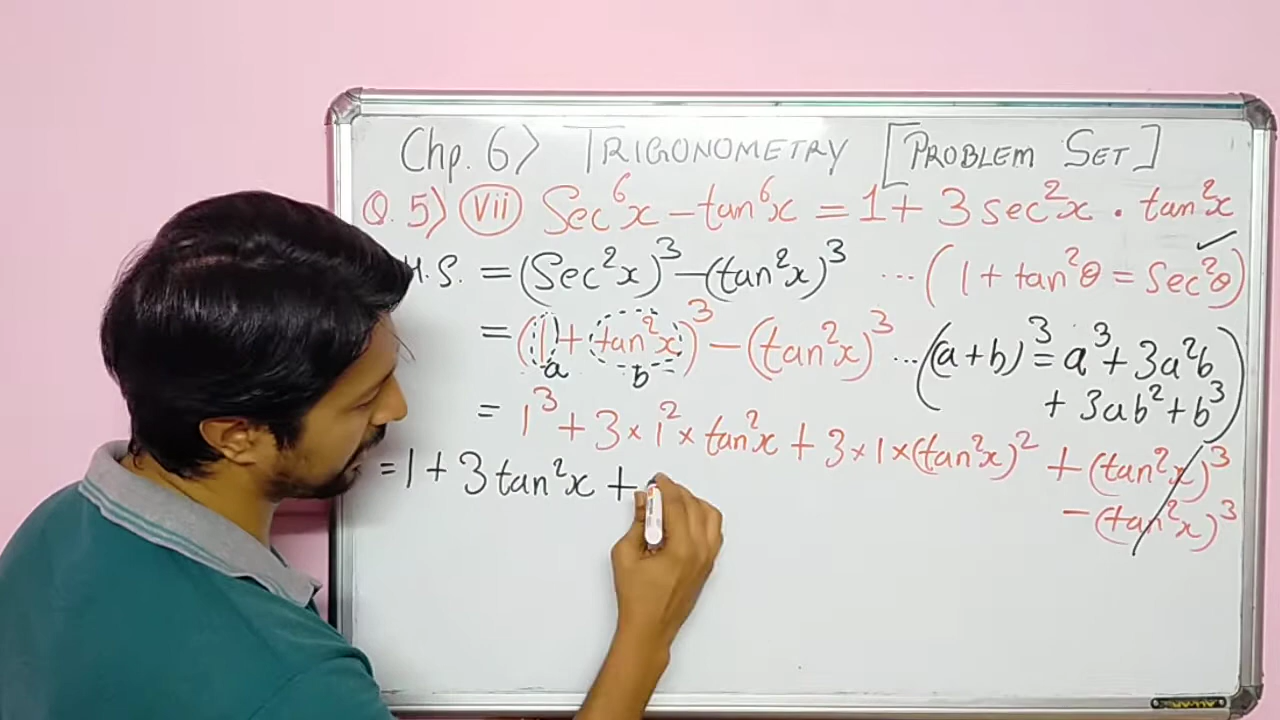 Chp. 6> TRIGONOMETRY [PROBLEM SET]
Q. 5) (vii) Sec⁶x – tan⁶x = 1 + 3 sec²x . tan²x
H.S. = (Sec²x)³ – (tan²x)³ ... (1 + tan²θ = Sec²θ) ✓
= (1 + tan²x)³ – (tan²x)³ ... (a+b)³ = a³ + 3a²b
a b + 3ab² + b³)
= 1³ + 3 × 1² × tan²x + 3 × 1 × (tan²x)² + (tan²x)³
– (tan²x)³
= 1 + 3 tan²x +